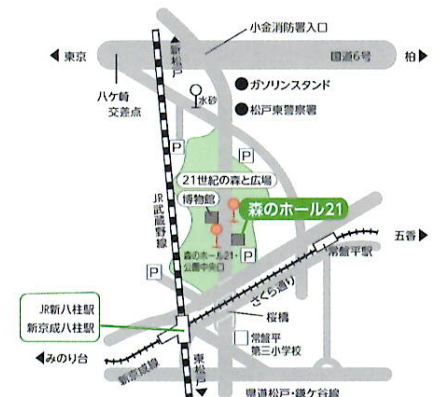 小金消防署入口
新松戸
東京
国道6号
柏
八ケ崎
交差点
水砂
ガソリンスタンド
松戸東警察署
P
P
21世紀の森と広場
博物館
森のホール21
JR武蔵野線
森のホール21・
公園中央口
P
P
常盤平駅
五香
さくら通り
JR新八柱駅
新京成八柱駅
桜橋
常盤平
第三小学校
みのり台
新京成線
東松戸
県道松戸・鎌ケ谷線